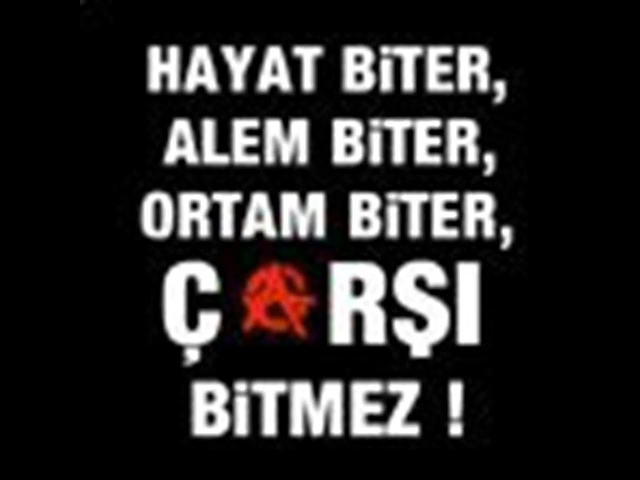 HAYAT BiTER,
ALEM BiTER,
ORTAM BiTER,
ÇARŞI
BiTMEZ !